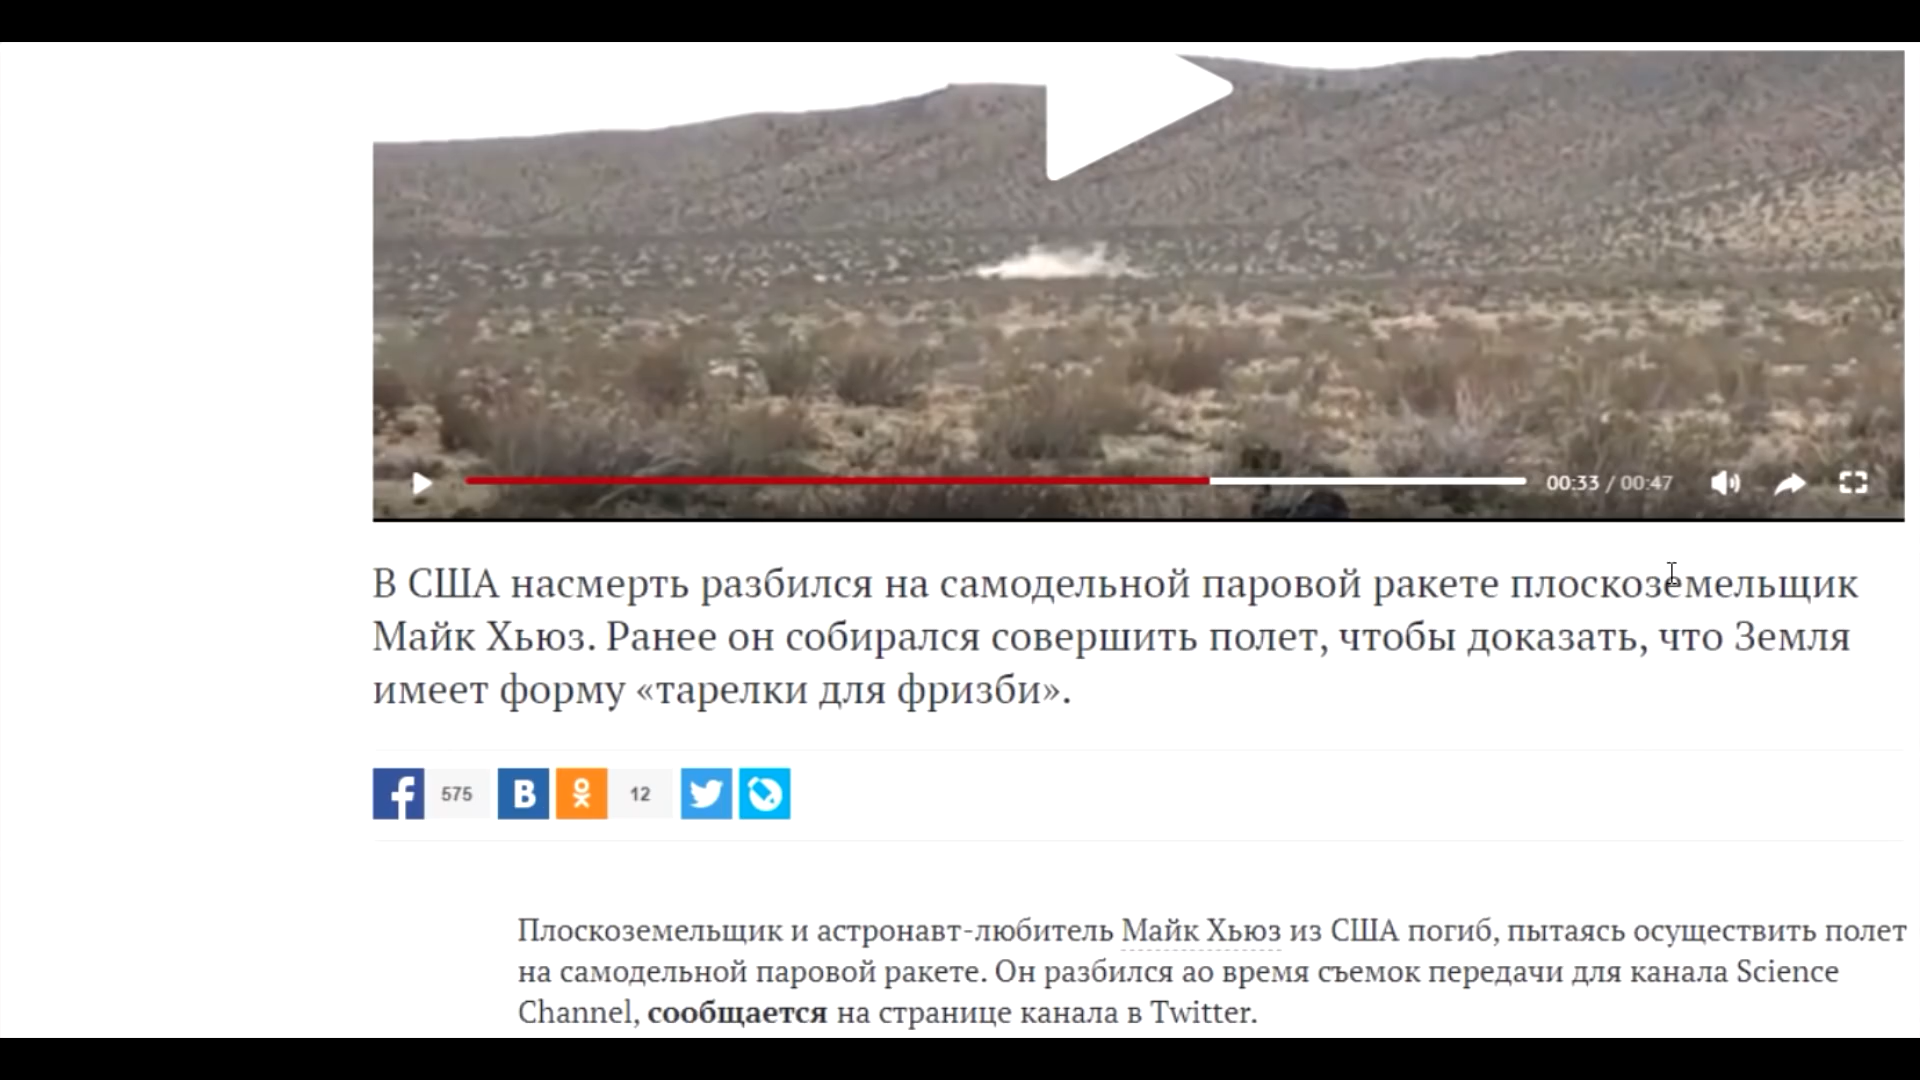 00:33 / 00:47
В США насмерть разбился на самодельной паровой ракете плоскоземельщик
Майк Хьюз. Ранее он собирался совершить полет, чтобы доказать, что Земля
имеет форму «тарелки для фризби».
575 12
Плоскоземельщик и астронавт-любитель Майк Хьюз из США погиб, пытаясь осуществить полет
на самодельной паровой ракете. Он разбился ао время съемок передачи для канала Science
Channel, сообщается на странице канала в Twitter.